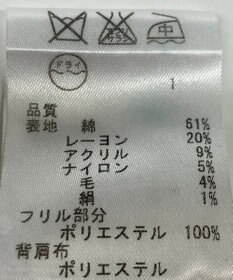 中
ドライ
1
品質
表地 綿 61%
レーヨン 20%
アクリル 9%
ナイロン 5%
毛 4%
絹 1%
フリル部分
ポリエステル 100%
背肩布
ポリエステル